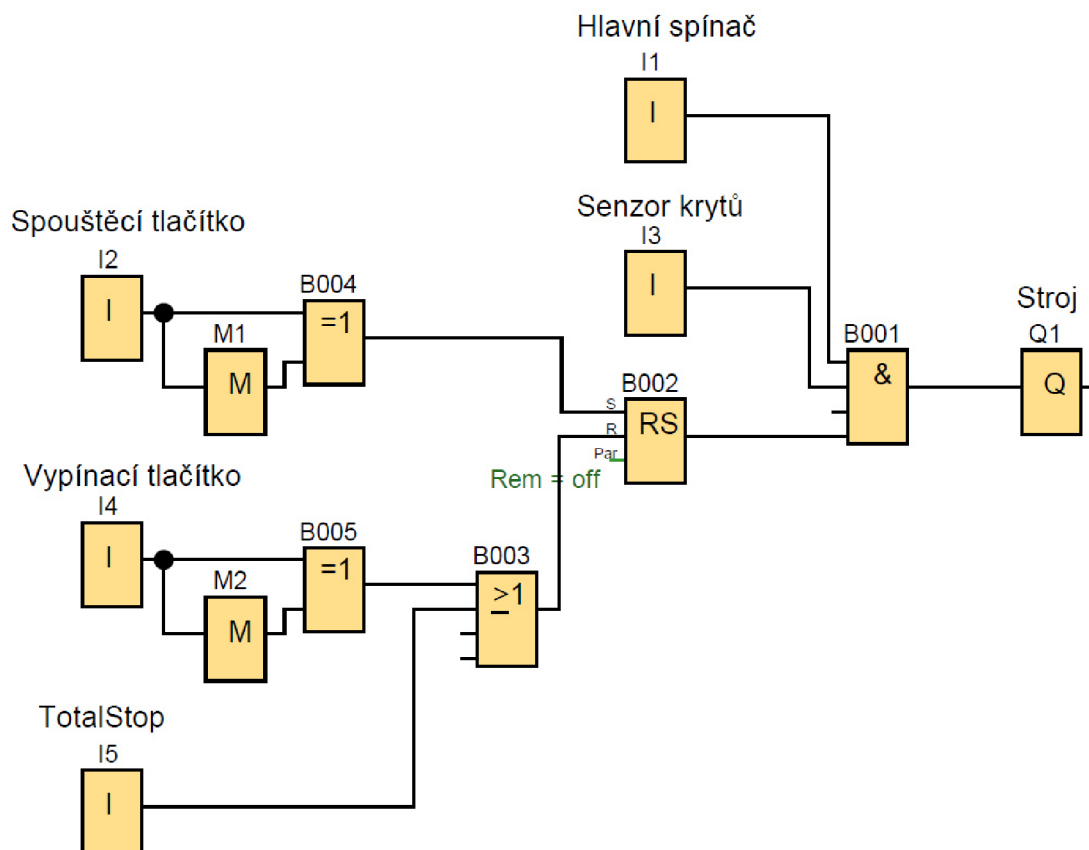 Hlavní spínač
I1
I
Senzor krytů
I3
I
Spouštěcí tlačítko
I2
I
M1
M
B004
=1
Vypínací tlačítko
I4
I
M2
M
B005
=1
TotalStop
I5
I
B003
≥1
B002
S
R
Par
RS
Rem = off
B001
&
Stroj
Q1
Q